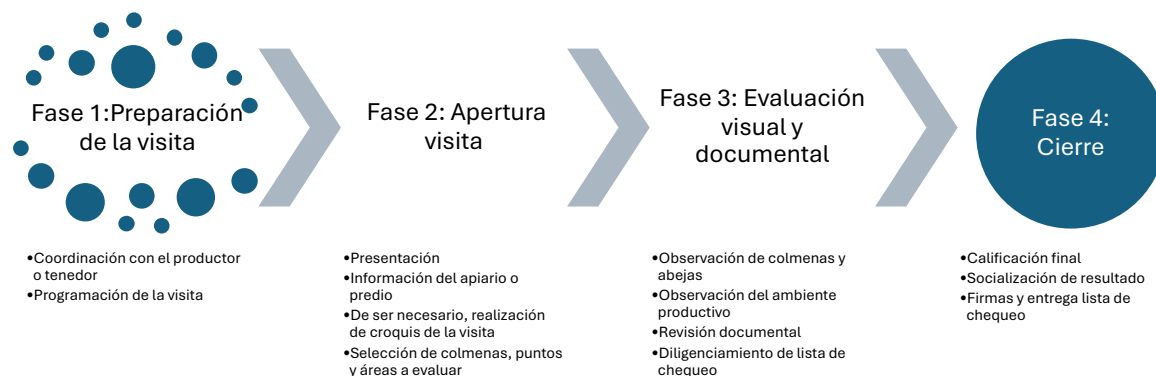 Fase 1:Preparación
de la visita
•Coordinación con el productor
o tenedor
•Programación de la visita
Fase 2: Apertura
visita
•Presentación
•Información del apiario o
predio
•De ser necesario, realización
de croquis de la visita
•Selección de colmenas, puntos
y áreas a evaluar
Fase 3: Evaluación
visual y
documental
•Observación de colmenas y
abejas
•Observación del ambiente
productivo
•Revisión documental
•Diligenciamiento de lista de
chequeo
Fase 4:
Cierre
•Calificación final
•Socialización de resultado
•Firmas y entrega lista de
chequeo